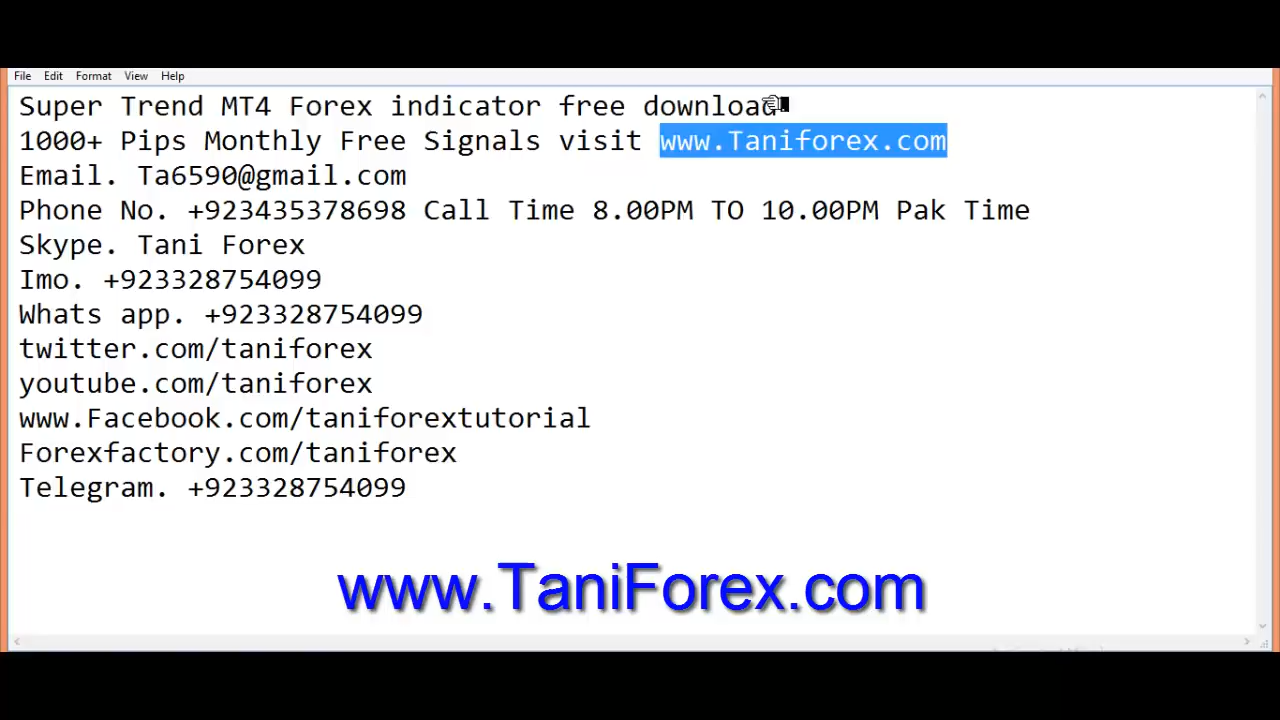 File Edit Format View Help
Super Trend MT4 Forex indicator free download
1000+ Pips Monthly Free Signals visit www.Taniforex.com
Email. Ta6590@gmail.com
Phone No. +923435378698 Call Time 8.00PM TO 10.00PM Pak Time
Skype. Tani Forex
Imo. +923328754099
Whats app. +923328754099
twitter.com/taniforex
youtube.com/taniforex
www.Facebook.com/taniforextutorial
Forexfactory.com/taniforex
Telegram. +923328754099
www.TaniForex.com